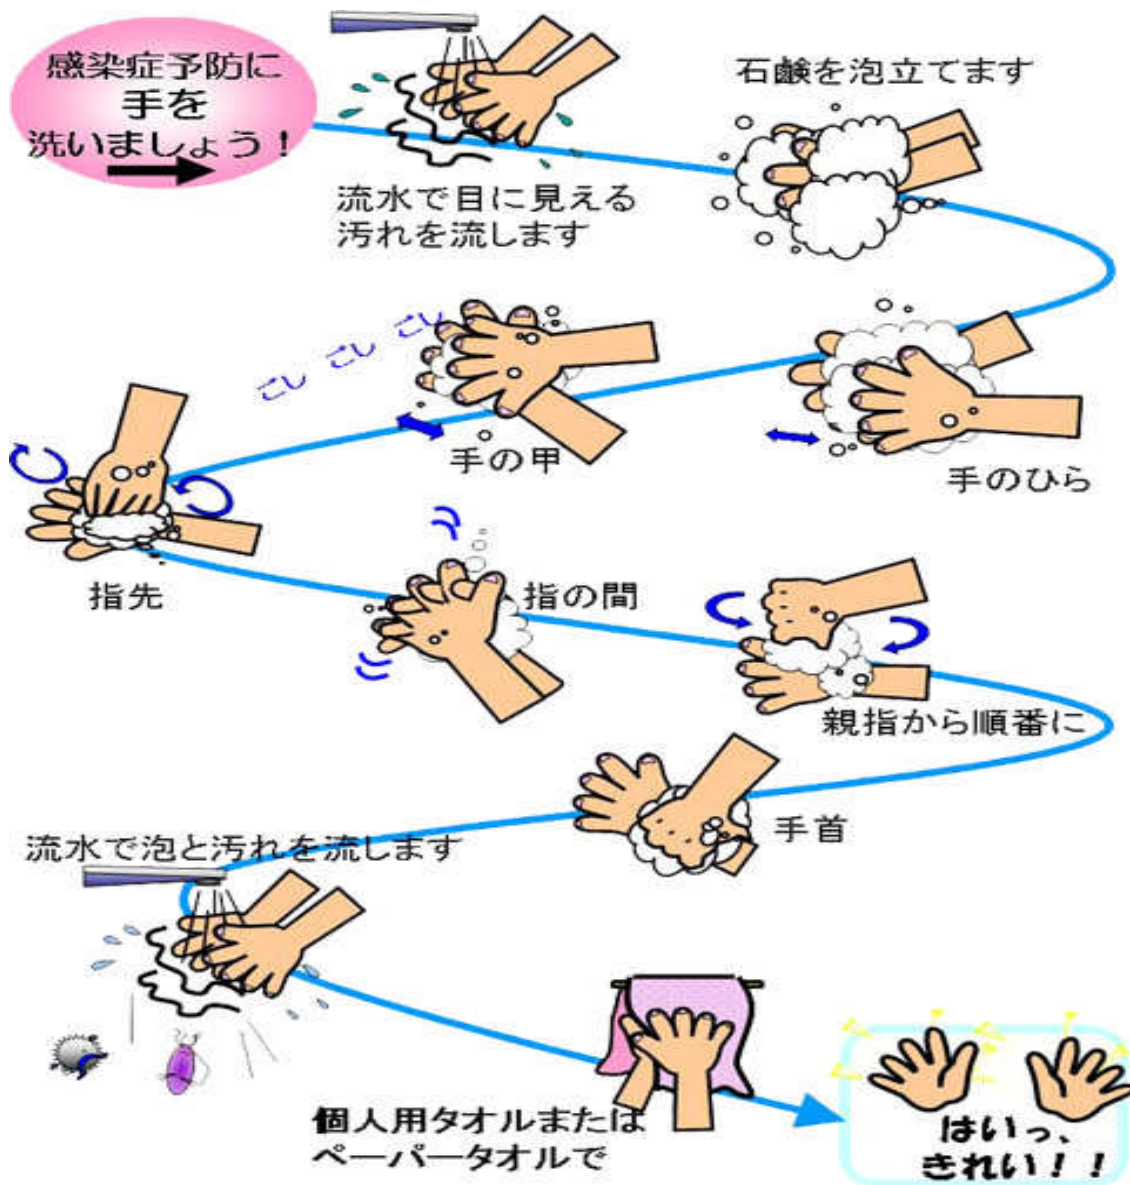 感染症予防に
手を
洗いましょう！
流水で目に見える
汚れを流します
石鹸を泡立てます
手のひら
ごし ごし ごし
手の甲
指先
指の間
親指から順番に
手首
流水で泡と汚れを流します
個人用タオルまたは
ペーパータオルで
はいっ、
きれい！！